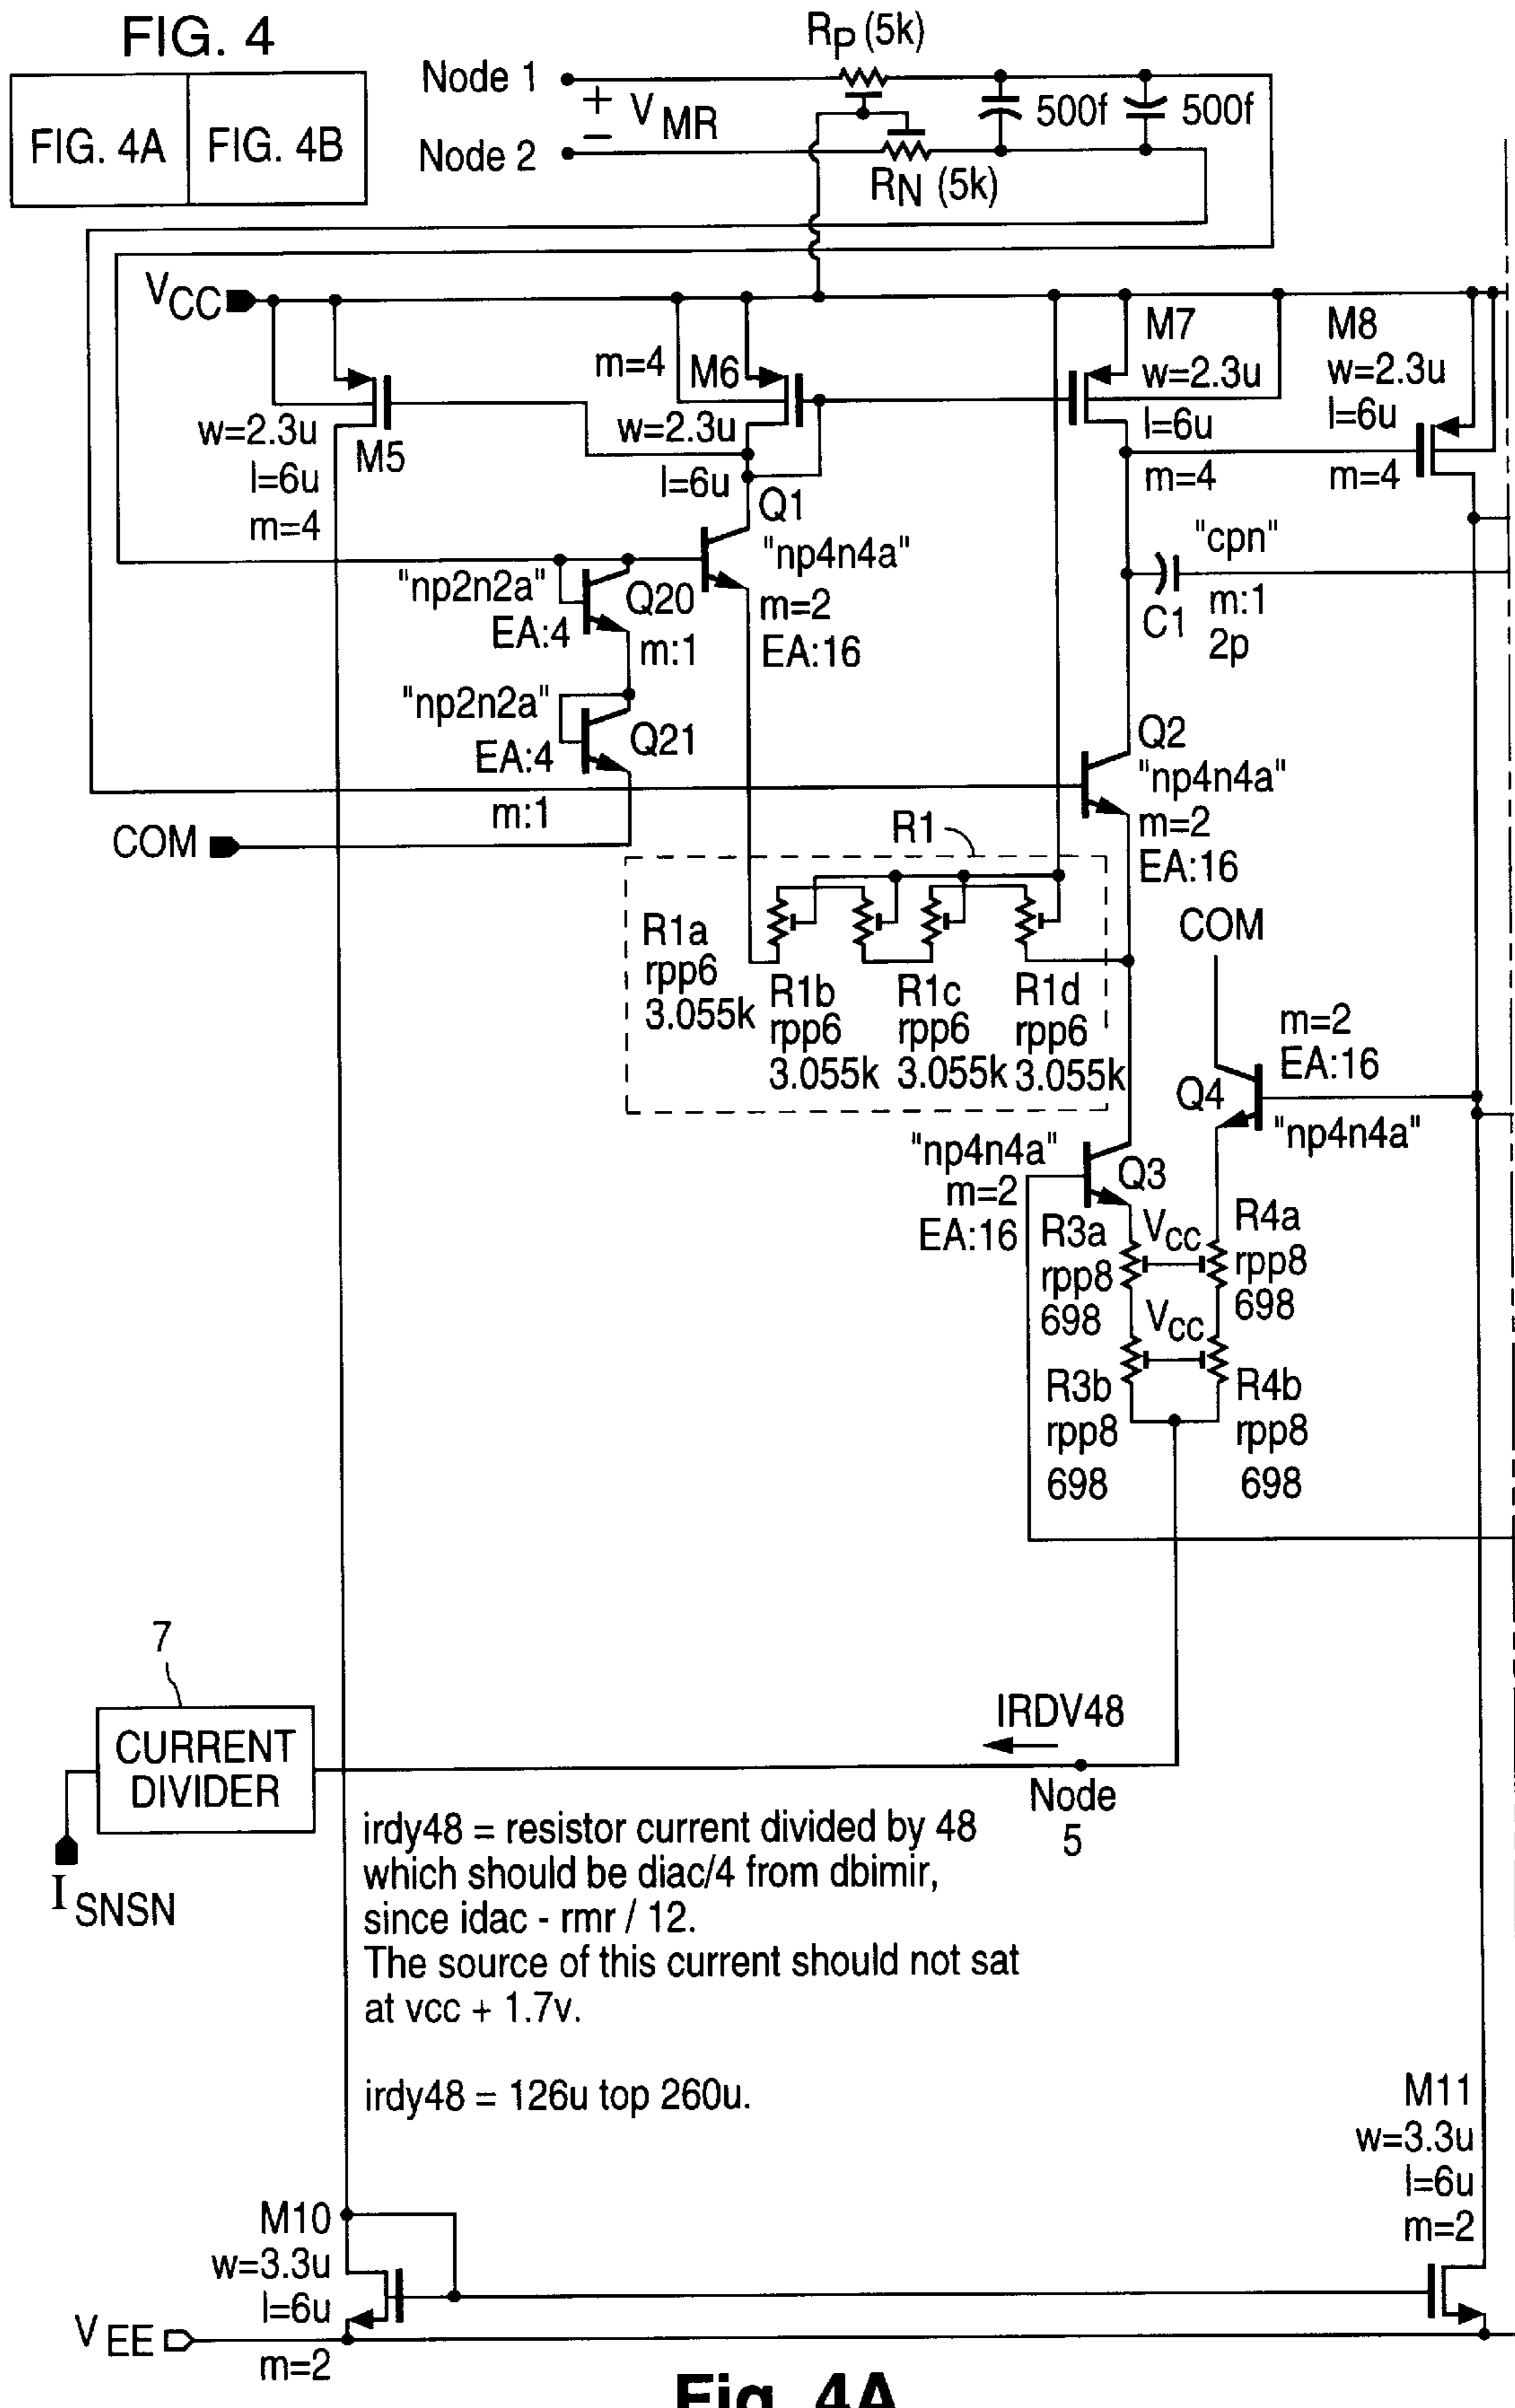 FIG. 4
FIG. 4A
FIG. 4B
Node 1
Node 2
+
V MR
−
RP (5k)
500f
500f
RN (5k)
VCC
M5
w=2.3u
l=6u
m=4
m=4
M6
w=2.3u
l=6u
M7
w=2.3u
l=6u
m=4
M8
w=2.3u
l=6u
m=4
Q1
"np4n4a"
m=2
EA:16
"np2n2a"
Q20
EA:4
m:1
"np2n2a"
Q21
EA:4
m:1
COM
"cpn"
C1
m:1
2p
Q2
"np4n4a"
m=2
EA:16
R1
R1a
rpp6
3.055k
R1b
rpp6
3.055k
R1c
rpp6
3.055k
R1d
rpp6
3.055k
COM
m=2
EA:16
Q4
"np4n4a"
"np4n4a"
m=2
EA:16
Q3
R3a
rpp8
698
VCC
R4a
rpp8
698
VCC
R3b
rpp8
698
R4b
rpp8
698
7
CURRENT
DIVIDER
I SNSN
IRDV48
Node
5
irdy48 = resistor current divided by 48
which should be diac/4 from dbimir,
since idac - rmr / 12.
The source of this current should not sat
at vcc + 1.7v.
irdy48 = 126u top 260u.
M10
w=3.3u
l=6u
m=2
M11
w=3.3u
l=6u
m=2
V EE
Fig. 4A